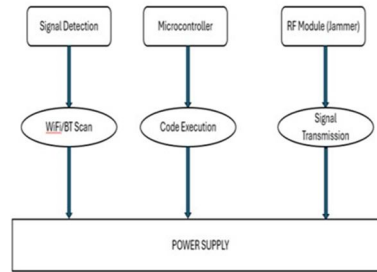 Signal Detection
Microcontroller
RF Module (Jammer)
WiFi/BT Scan
Code Execution
Signal
Transmission
POWER SUPPLY